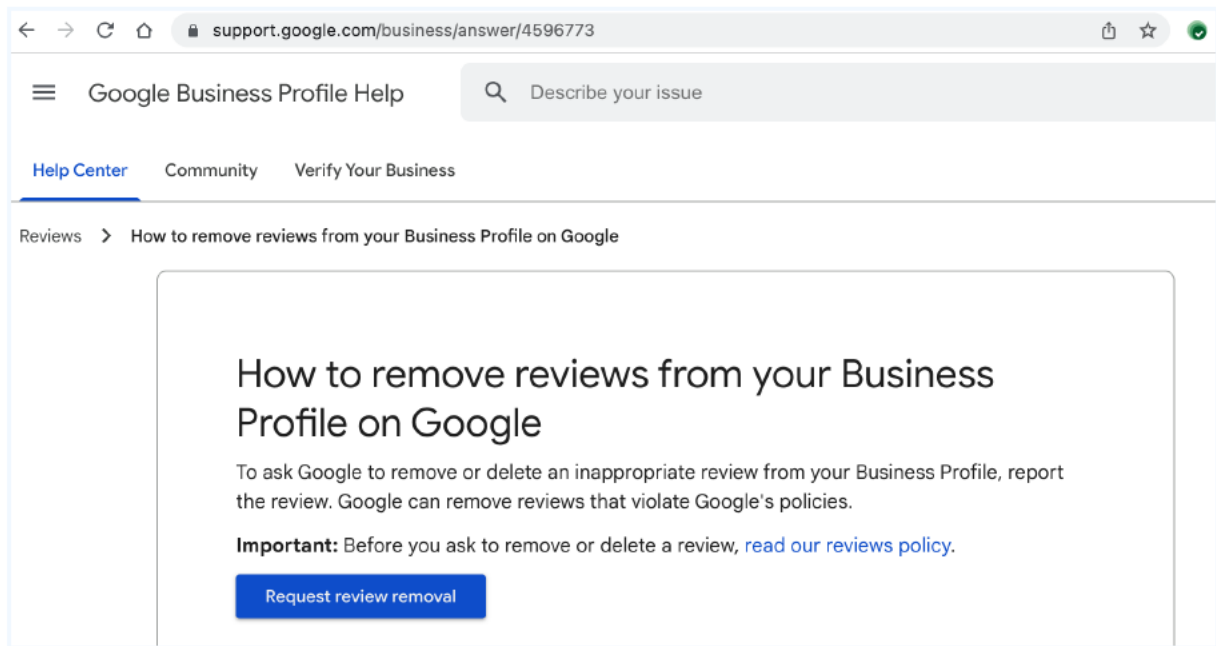 support.google.com/business/answer/4596773
Google Business Profile Help
Describe your issue
Help Center Community Verify Your Business
Reviews > How to remove reviews from your Business Profile on Google
How to remove reviews from your Business
Profile on Google
To ask Google to remove or delete an inappropriate review from your Business Profile, report
the review. Google can remove reviews that violate Google's policies.
Important: Before you ask to remove or delete a review, read our reviews policy.
Request review removal